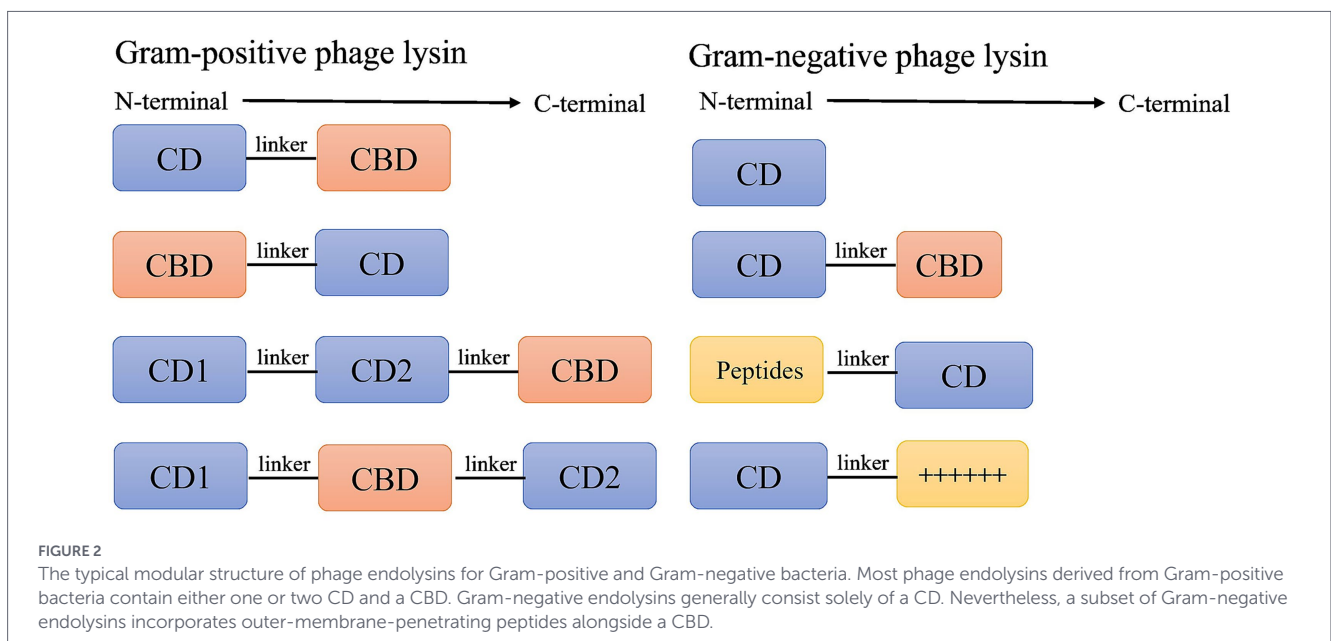 Gram-positive phage lysin
N-terminal
C-terminal
CD
linker
CBD
CBD
linker
CD
CD1
linker
CD2
linker
CBD
CD1
linker
CBD
linker
CD2
Gram-negative phage lysin
N-terminal
C-terminal
CD
CD
linker
CBD
Peptides
linker
CD
CD
linker
++++++
FIGURE 2
The typical modular structure of phage endolysins for Gram-positive and Gram-negative bacteria. Most phage endolysins derived from Gram-positive
bacteria contain either one or two CD and a CBD. Gram-negative endolysins generally consist solely of a CD. Nevertheless, a subset of Gram-negative
endolysins incorporates outer-membrane-penetrating peptides alongside a CBD.